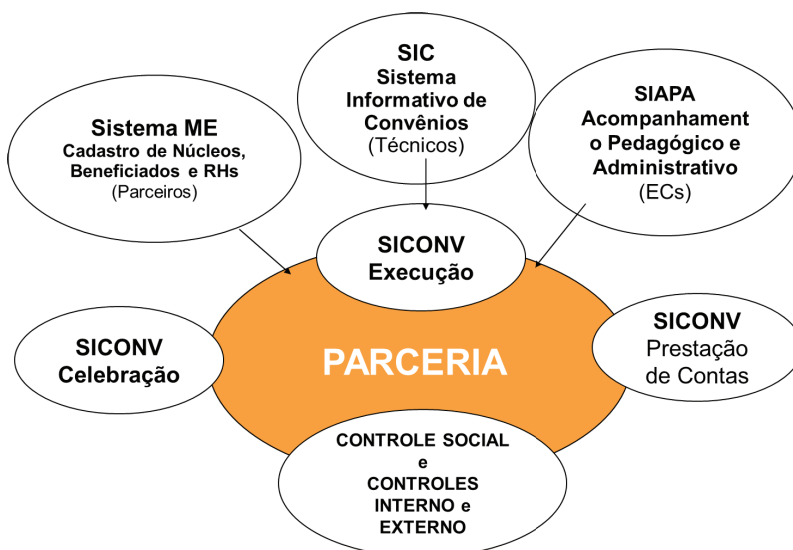 SIC
Sistema
Informativo de
Convênios
(Técnicos)
Sistema ME
Cadastro de Núcleos,
Beneficiados e RHs
(Parceiros)
SIAPA
Acompanhament
o Pedagógico e
Administrativo
(ECs)
SICONV
Execução
SICONV
Celebração
PARCERIA
SICONV
Prestação
de Contas
CONTROLE SOCIAL
e
CONTROLES
INTERNO e
EXTERNO